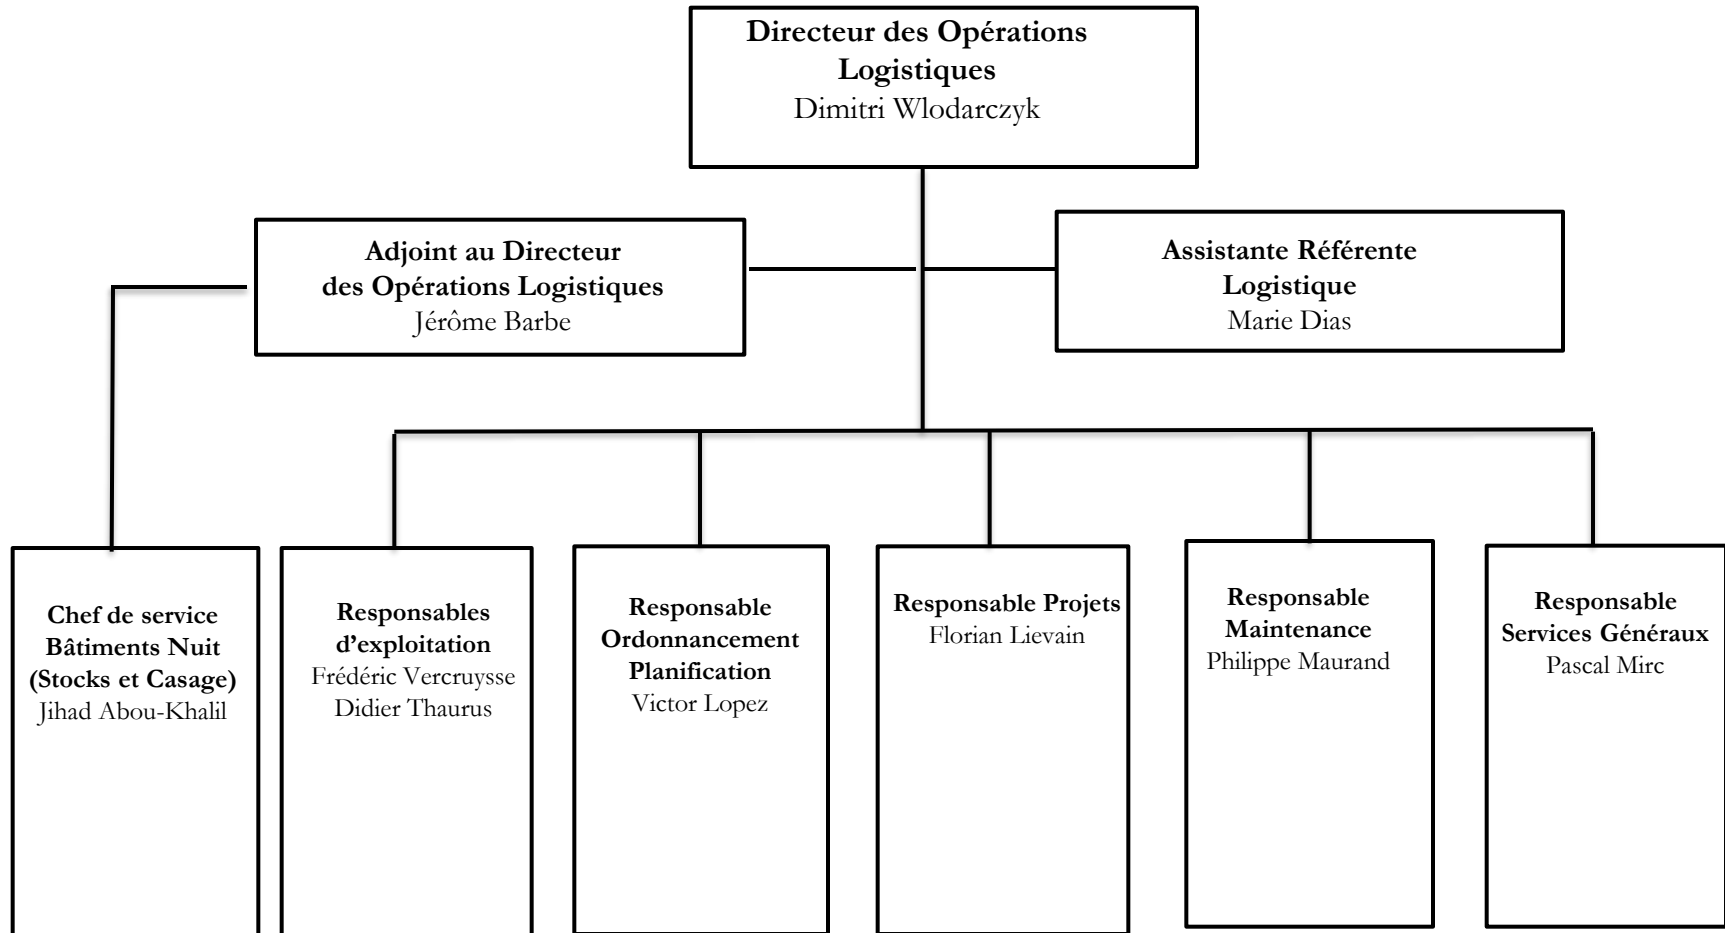 Directeur des Opérations
Logistiques
Dimitri Wlodarczyk
Adjoint au Directeur
des Opérations Logistiques
Jérôme Barbe
Assistante Référente
Logistique
Marie Dias
Chef de service
Bâtiments Nuit
(Stocks et Casage)
Jihad Abou-Khalil
Responsables
d'exploitation
Frédéric Vercruysse
Didier Thaurus
Responsable
Ordonnancement
Planification
Victor Lopez
Responsable Projets
Florian Lievain
Responsable
Maintenance
Philippe Maurand
Responsable
Services Généraux
Pascal Mirc